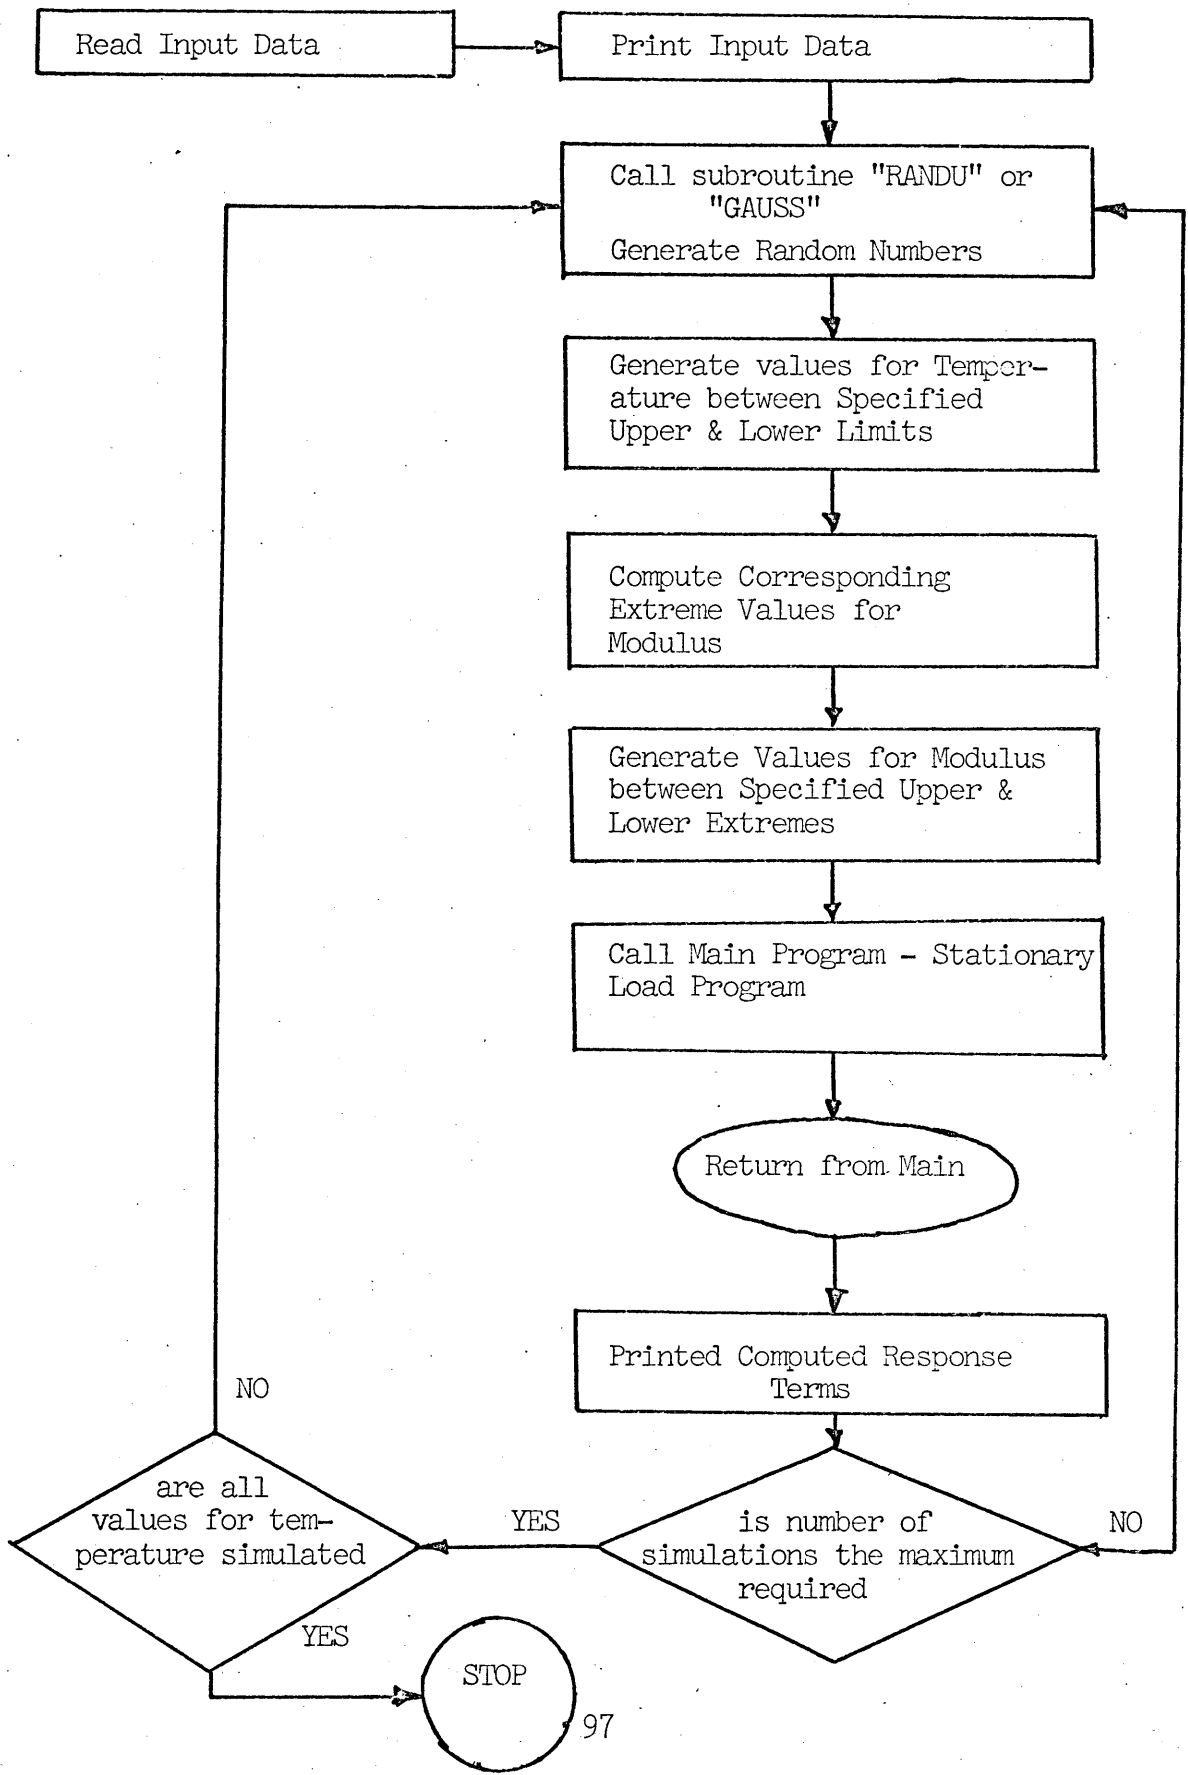 Read Input Data
Print Input Data
Call subroutine "RANDU" or
"GAUSS"
Generate Random Numbers
Generate values for Temper-
ature between Specified
Upper & Lower Limits
Compute Corresponding
Extreme Values for
Modulus
Generate Values for Modulus
between Specified Upper &
Lower Extremes
Call Main Program - Stationary
Load Program
Return from Main
Printed Computed Response
Terms
is number of
simulations the maximum
required
NO
YES
are all
values for tem-
perature simulated
NO
YES
STOP
97